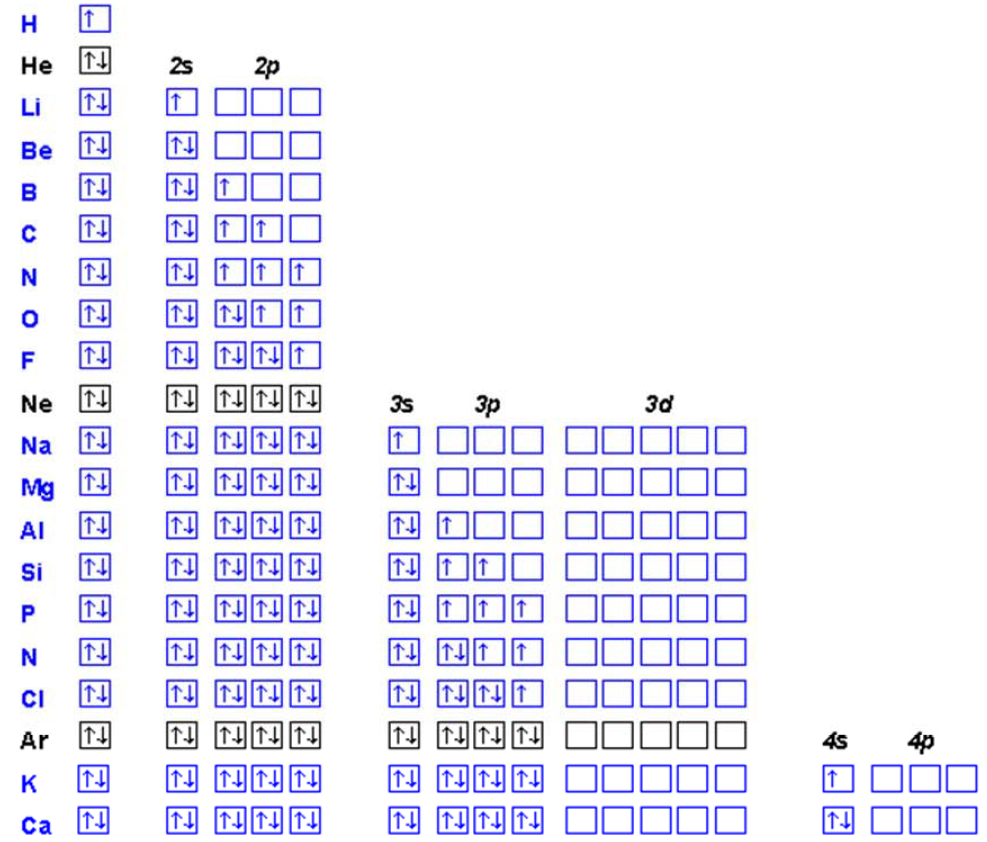 H ↑
He ↑↓ 2s 2p
Li ↑↓ ↑
Be ↑↓ ↑↓
B ↑↓ ↑↓ ↑
C ↑↓ ↑↓ ↑ ↑
N ↑↓ ↑↓ ↑ ↑ ↑
O ↑↓ ↑↓ ↑↓ ↑ ↑
F ↑↓ ↑↓ ↑↓ ↑↓ ↑
Ne ↑↓ ↑↓ ↑↓ ↑↓ ↑↓ 3s 3p 3d
Na ↑↓ ↑↓ ↑↓ ↑↓ ↑↓ ↑
Mg ↑↓ ↑↓ ↑↓ ↑↓ ↑↓ ↑↓
Al ↑↓ ↑↓ ↑↓ ↑↓ ↑↓ ↑↓ ↑
Si ↑↓ ↑↓ ↑↓ ↑↓ ↑↓ ↑↓ ↑ ↑
P ↑↓ ↑↓ ↑↓ ↑↓ ↑↓ ↑↓ ↑ ↑ ↑
N ↑↓ ↑↓ ↑↓ ↑↓ ↑↓ ↑↓ ↑↓ ↑ ↑
Cl ↑↓ ↑↓ ↑↓ ↑↓ ↑↓ ↑↓ ↑↓ ↑↓ ↑
Ar ↑↓ ↑↓ ↑↓ ↑↓ ↑↓ ↑↓ ↑↓ ↑↓ ↑↓ 4s 4p
K ↑↓ ↑↓ ↑↓ ↑↓ ↑↓ ↑↓ ↑↓ ↑↓ ↑↓ ↑
Ca ↑↓ ↑↓ ↑↓ ↑↓ ↑↓ ↑↓ ↑↓ ↑↓ ↑↓ ↑↓